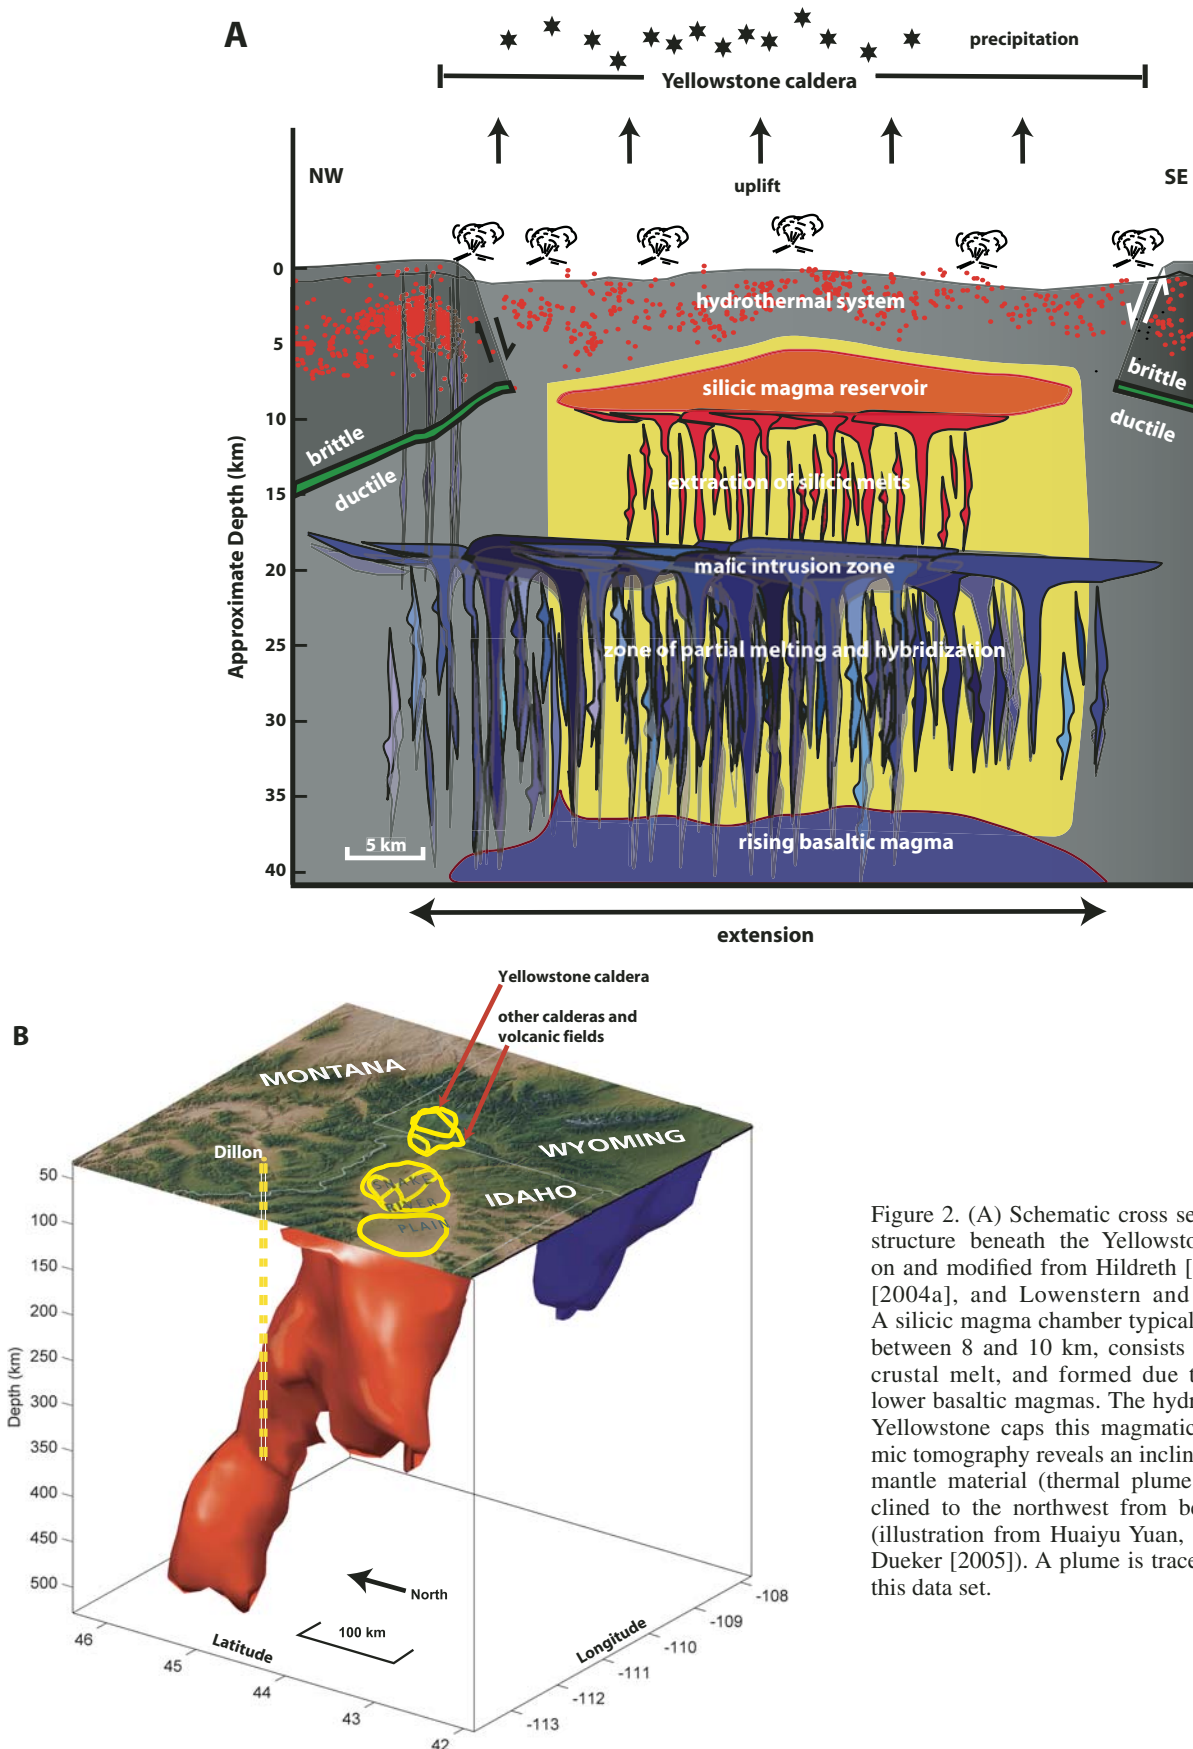 A
precipitation
Yellowstone caldera
NW
uplift
SE
0
hydrothermal system
5
brittle
silicic magma reservoir
10
ductile
brittle
extraction of silicic melts
ductile
15
mafic intrusion zone
20
Approximate Depth (km)
25
zone of partial melting and hybridization
30
35
5 km
rising basaltic magma
40
extension
Yellowstone caldera
B
other calderas and
volcanic fields
MONTANA
WYOMING
Dillon
SNAKE
RIVER
PLAIN
IDAHO
50
100
150
200
250
300
350
400
450
500
Depth (km)
North
100 km
Latitude
Longitude
46
45
44
43
42
-113
-112
-111
-110
-109
-108
Figure 2. (A) Schematic cross se
structure beneath the Yellowsto
on and modified from Hildreth [
[2004a], and Lowenstern and
A silicic magma chamber typical
between 8 and 10 km, consists
crustal melt, and formed due t
lower basaltic magmas. The hydr
Yellowstone caps this magmatic
mic tomography reveals an inclin
mantle material (thermal plume
clined to the northwest from be
(illustration from Huaiyu Yuan,
Dueker [2005]). A plume is trace
this data set.